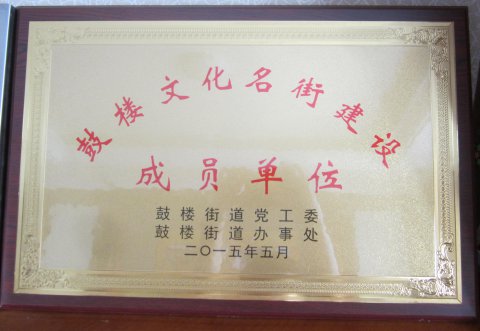 鼓楼文化名街建设
成员单位
鼓楼街道党工委
鼓楼街道办事处
二〇一五年五月